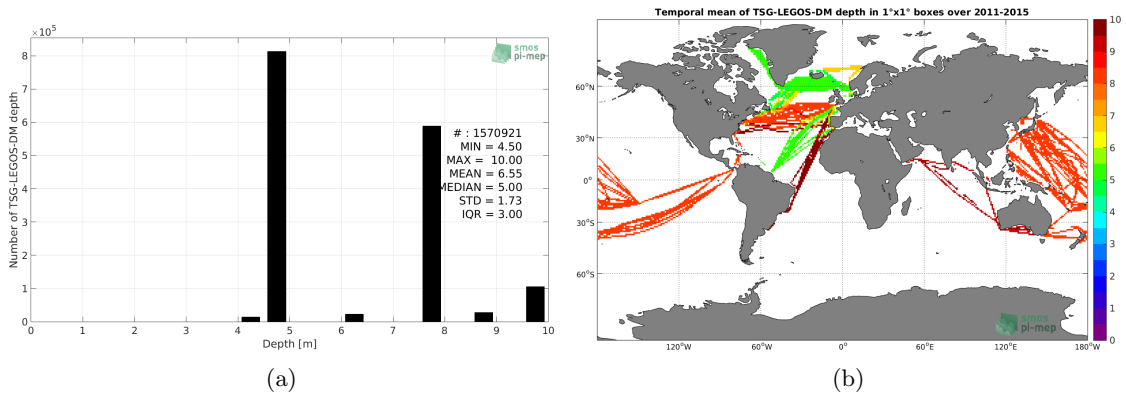 ×10⁵
8
7
6
5
4
3
2
1
0
Number of TSG-LEGOS-DM depth
smos
pi-mep
# : 1570921
MIN = 4.50
MAX = 10.00
MEAN = 6.55
MEDIAN = 5.00
STD = 1.73
IQR = 3.00
0 1 2 3 4 5 6 7 8 9 10
Depth [m]
(a)
Temporal mean of TSG-LEGOS-DM depth in 1°x1° boxes over 2011-2015
60°N
30°N
15°N
0°
15°S
30°S
60°S
120°W 60°W 0° 60°E 120°E 180°W
smos
pi-mep
10
9
8
7
6
5
4
3
2
1
0
(b)